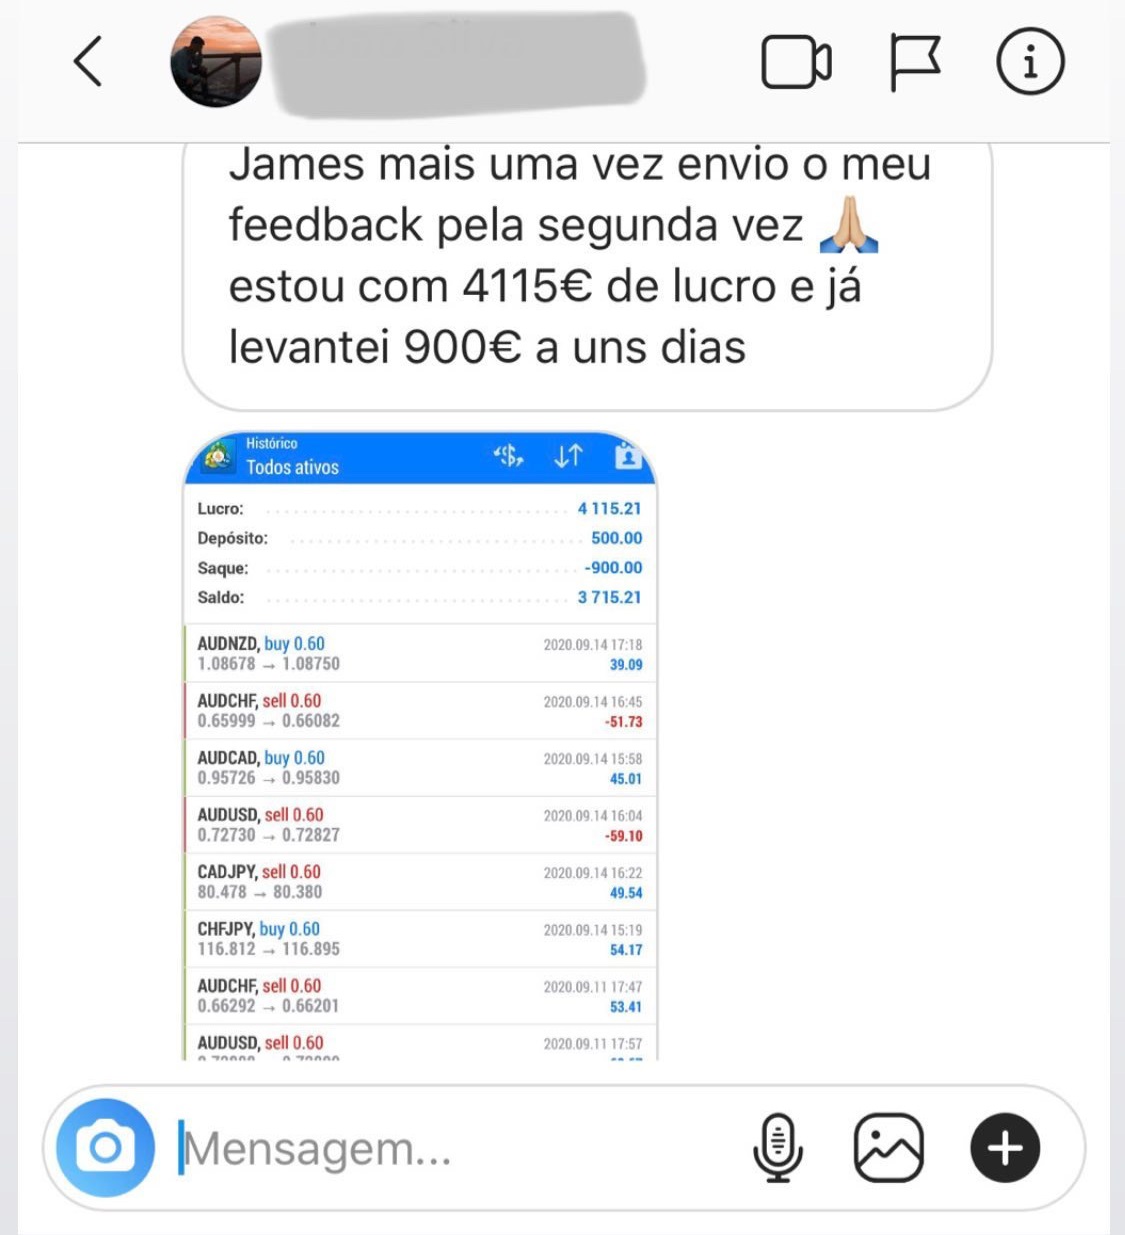 James mais uma vez envio o meu
feedback pela segunda vez 🙏
estou com 4115€ de lucro e já
levantei 900€ a uns dias
Histórico
Todos ativos
Lucro: 4 115.21
Depósito: 500.00
Saque: -900.00
Saldo: 3 715.21
AUDNZD, buy 0.60 2020.09.14 17:18
1.08678 → 1.08750 39.09
AUDCHF, sell 0.60 2020.09.14 16:45
0.65999 → 0.66082 -51.73
AUDCAD, buy 0.60 2020.09.14 15:58
0.95726 → 0.95830 45.01
AUDUSD, sell 0.60 2020.09.14 16:04
0.72730 → 0.72827 -59.10
CADJPY, sell 0.60 2020.09.14 16:22
80.478 → 80.380 49.54
CHFJPY, buy 0.60 2020.09.14 15:19
116.812 → 116.895 54.17
AUDCHF, sell 0.60 2020.09.11 17:47
0.66292 → 0.66201 53.41
AUDUSD, sell 0.60 2020.09.11 17:57
Mensagem...